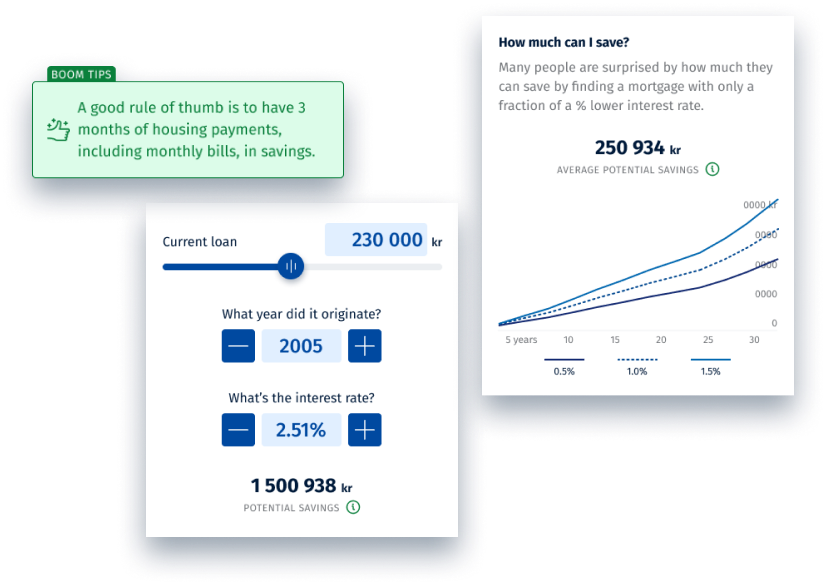 BOOM TIPS
A good rule of thumb is to have 3
months of housing payments,
including monthly bills, in savings.
Current loan
230 000 kr
What year did it originate?
2005
What's the interest rate?
2.51%
1 500 938 kr
POTENTIAL SAVINGS
How much can I save?
Many people are surprised by how much they
can save by finding a mortgage with only a
fraction of a % lower interest rate.
250 934 kr
AVERAGE POTENTIAL SAVINGS
0000 kr
0000
0000
0000
0
5 years 10 15 20 25 30
0.5% 1.0% 1.5%